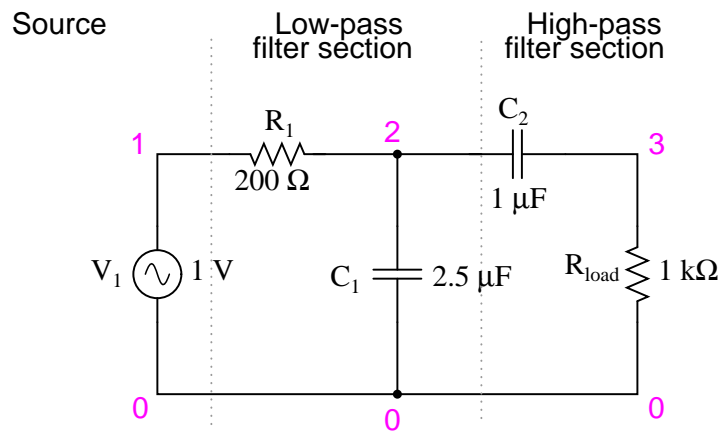 Source
Low-pass
filter section
High-pass
filter section
R1
C2
1
2
3
200 Ω
1 µF
V1
1 V
C1
2.5 µF
Rload
1 kΩ
0
0
0